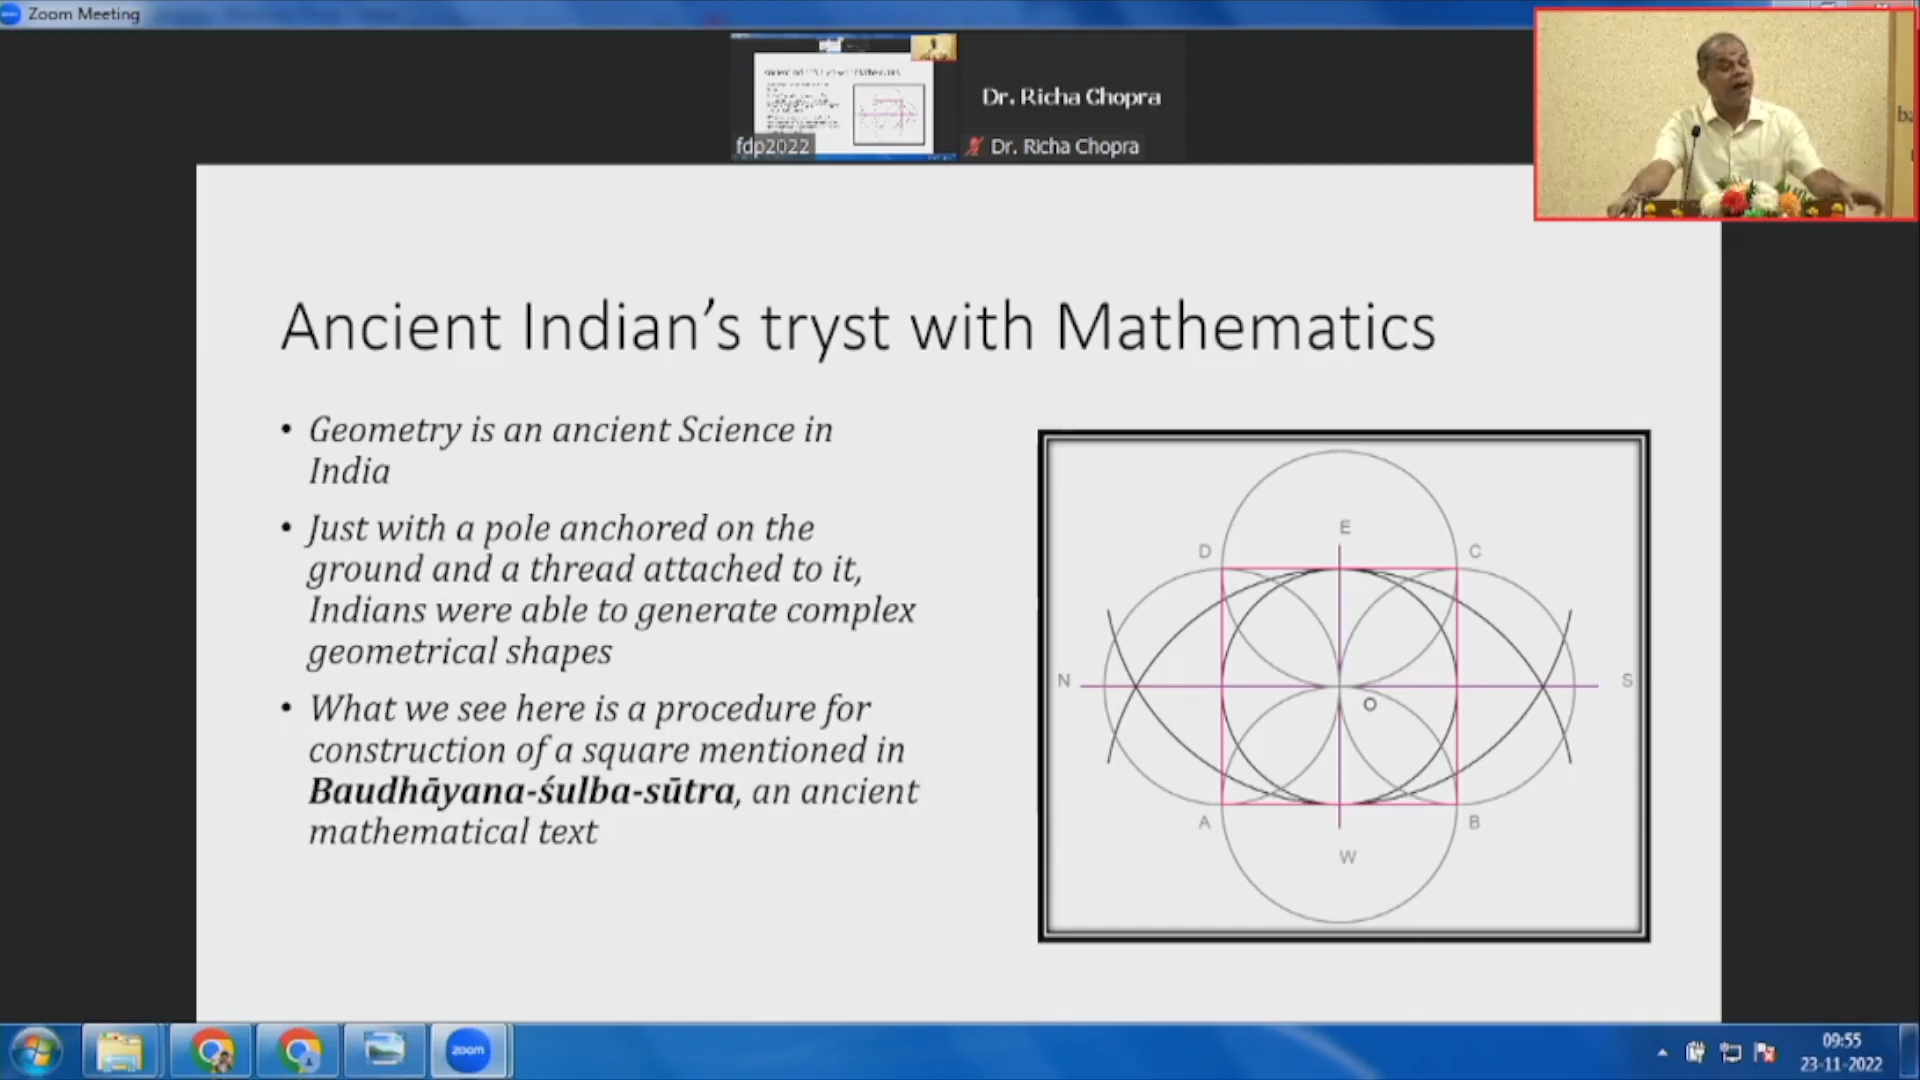 Zoom Meeting
fdp2022
Dr. Richa Chopra
Dr. Richa Chopra
Ancient Indian’s tryst with Mathematics
• Geometry is an ancient Science in
India
• Just with a pole anchored on the
ground and a thread attached to it,
Indians were able to generate complex
geometrical shapes
• What we see here is a procedure for
construction of a square mentioned in
Baudhāyana-śulba-sūtra, an ancient
mathematical text
E
D
C
N
S
O
A
B
W
zoom
09:55
23-11-2022